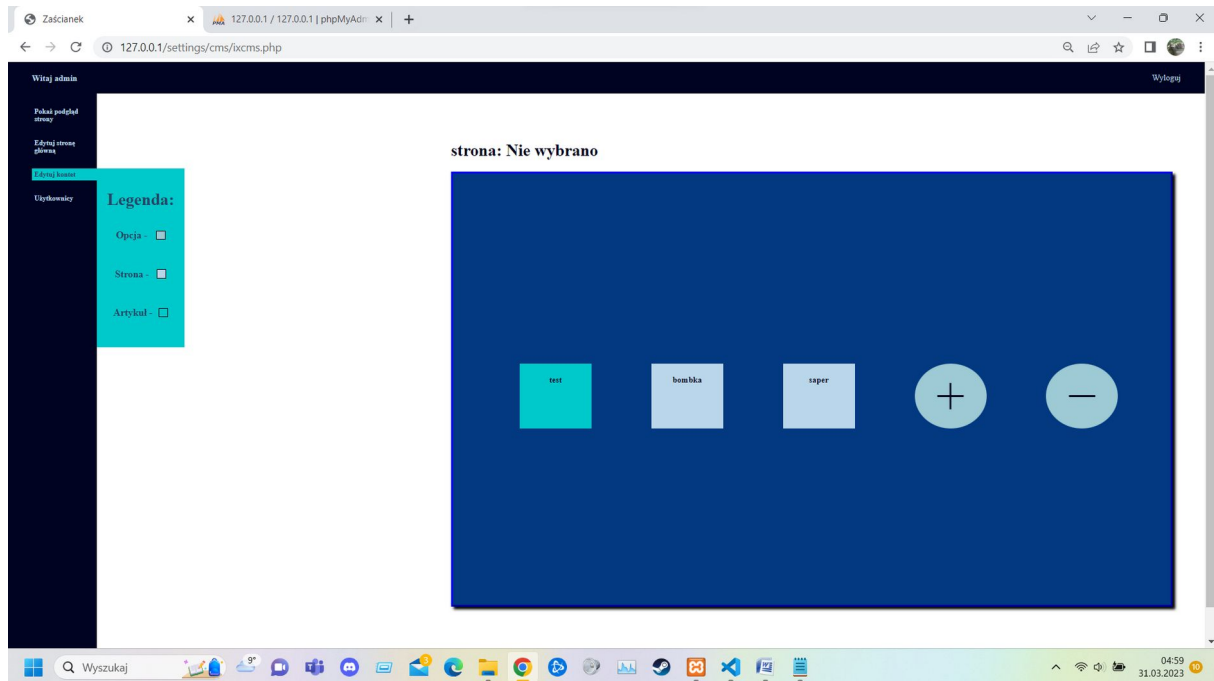 Zaścianek
127.0.0.1 / 127.0.0.1 | phpMyAdm
127.0.0.1/settings/cms/ixcms.php
Witaj admin
Wyloguj
Pokaż podgląd
strony
Edytuj stronę
główną
Edytuj kontent
Użytkownicy
Legenda:
Opcja -
Strona -
Artykuł -
strona: Nie wybrano
test
bombka
saper
Wyszukaj
9°
04:59
31.03.2023
10